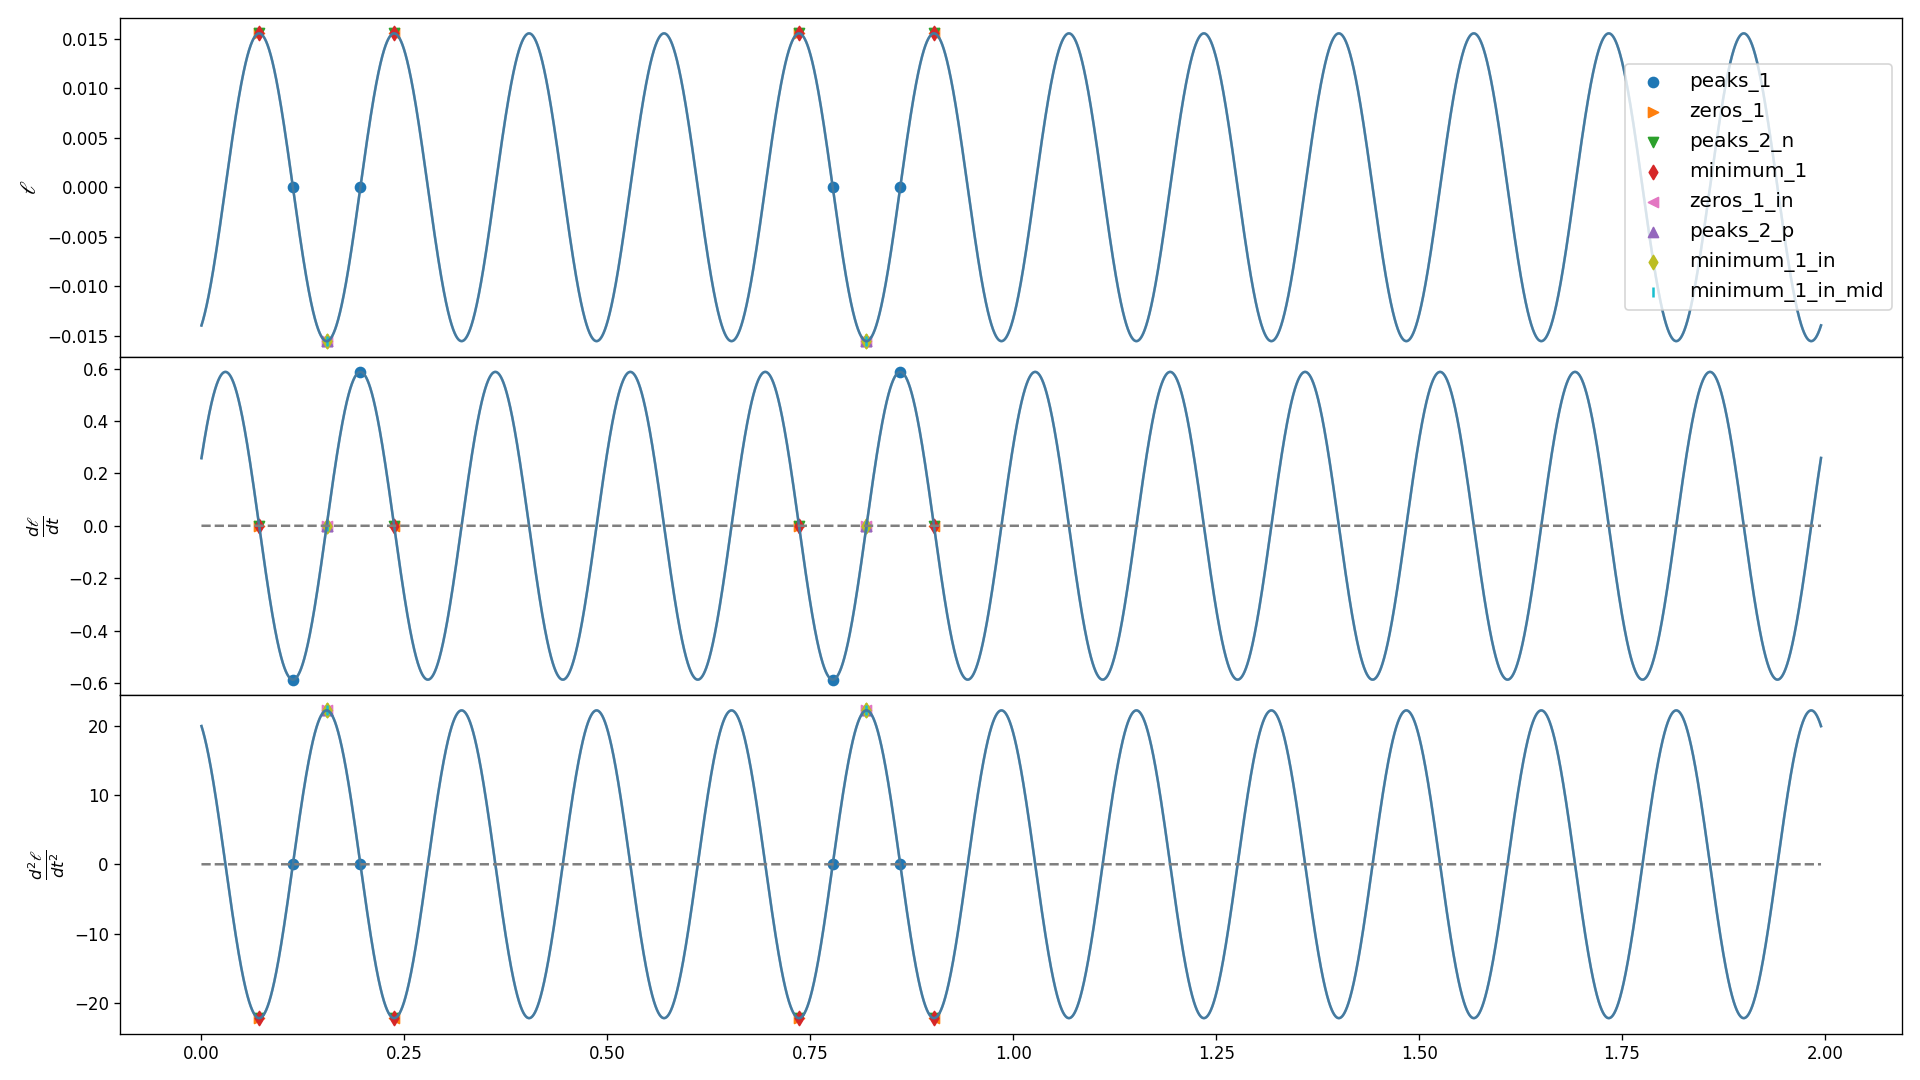 0.015
0.010
0.005
0.000
−0.005
−0.010
−0.015
ℓ
peaks_1
zeros_1
peaks_2_n
minimum_1
zeros_1_in
peaks_2_p
minimum_1_in
minimum_1_in_mid
0.6
0.4
0.2
0.0
−0.2
−0.4
−0.6
dℓ
dt
20
10
0
−10
−20
d²ℓ
dt²
0.00 0.25 0.50 0.75 1.00 1.25 1.50 1.75 2.00